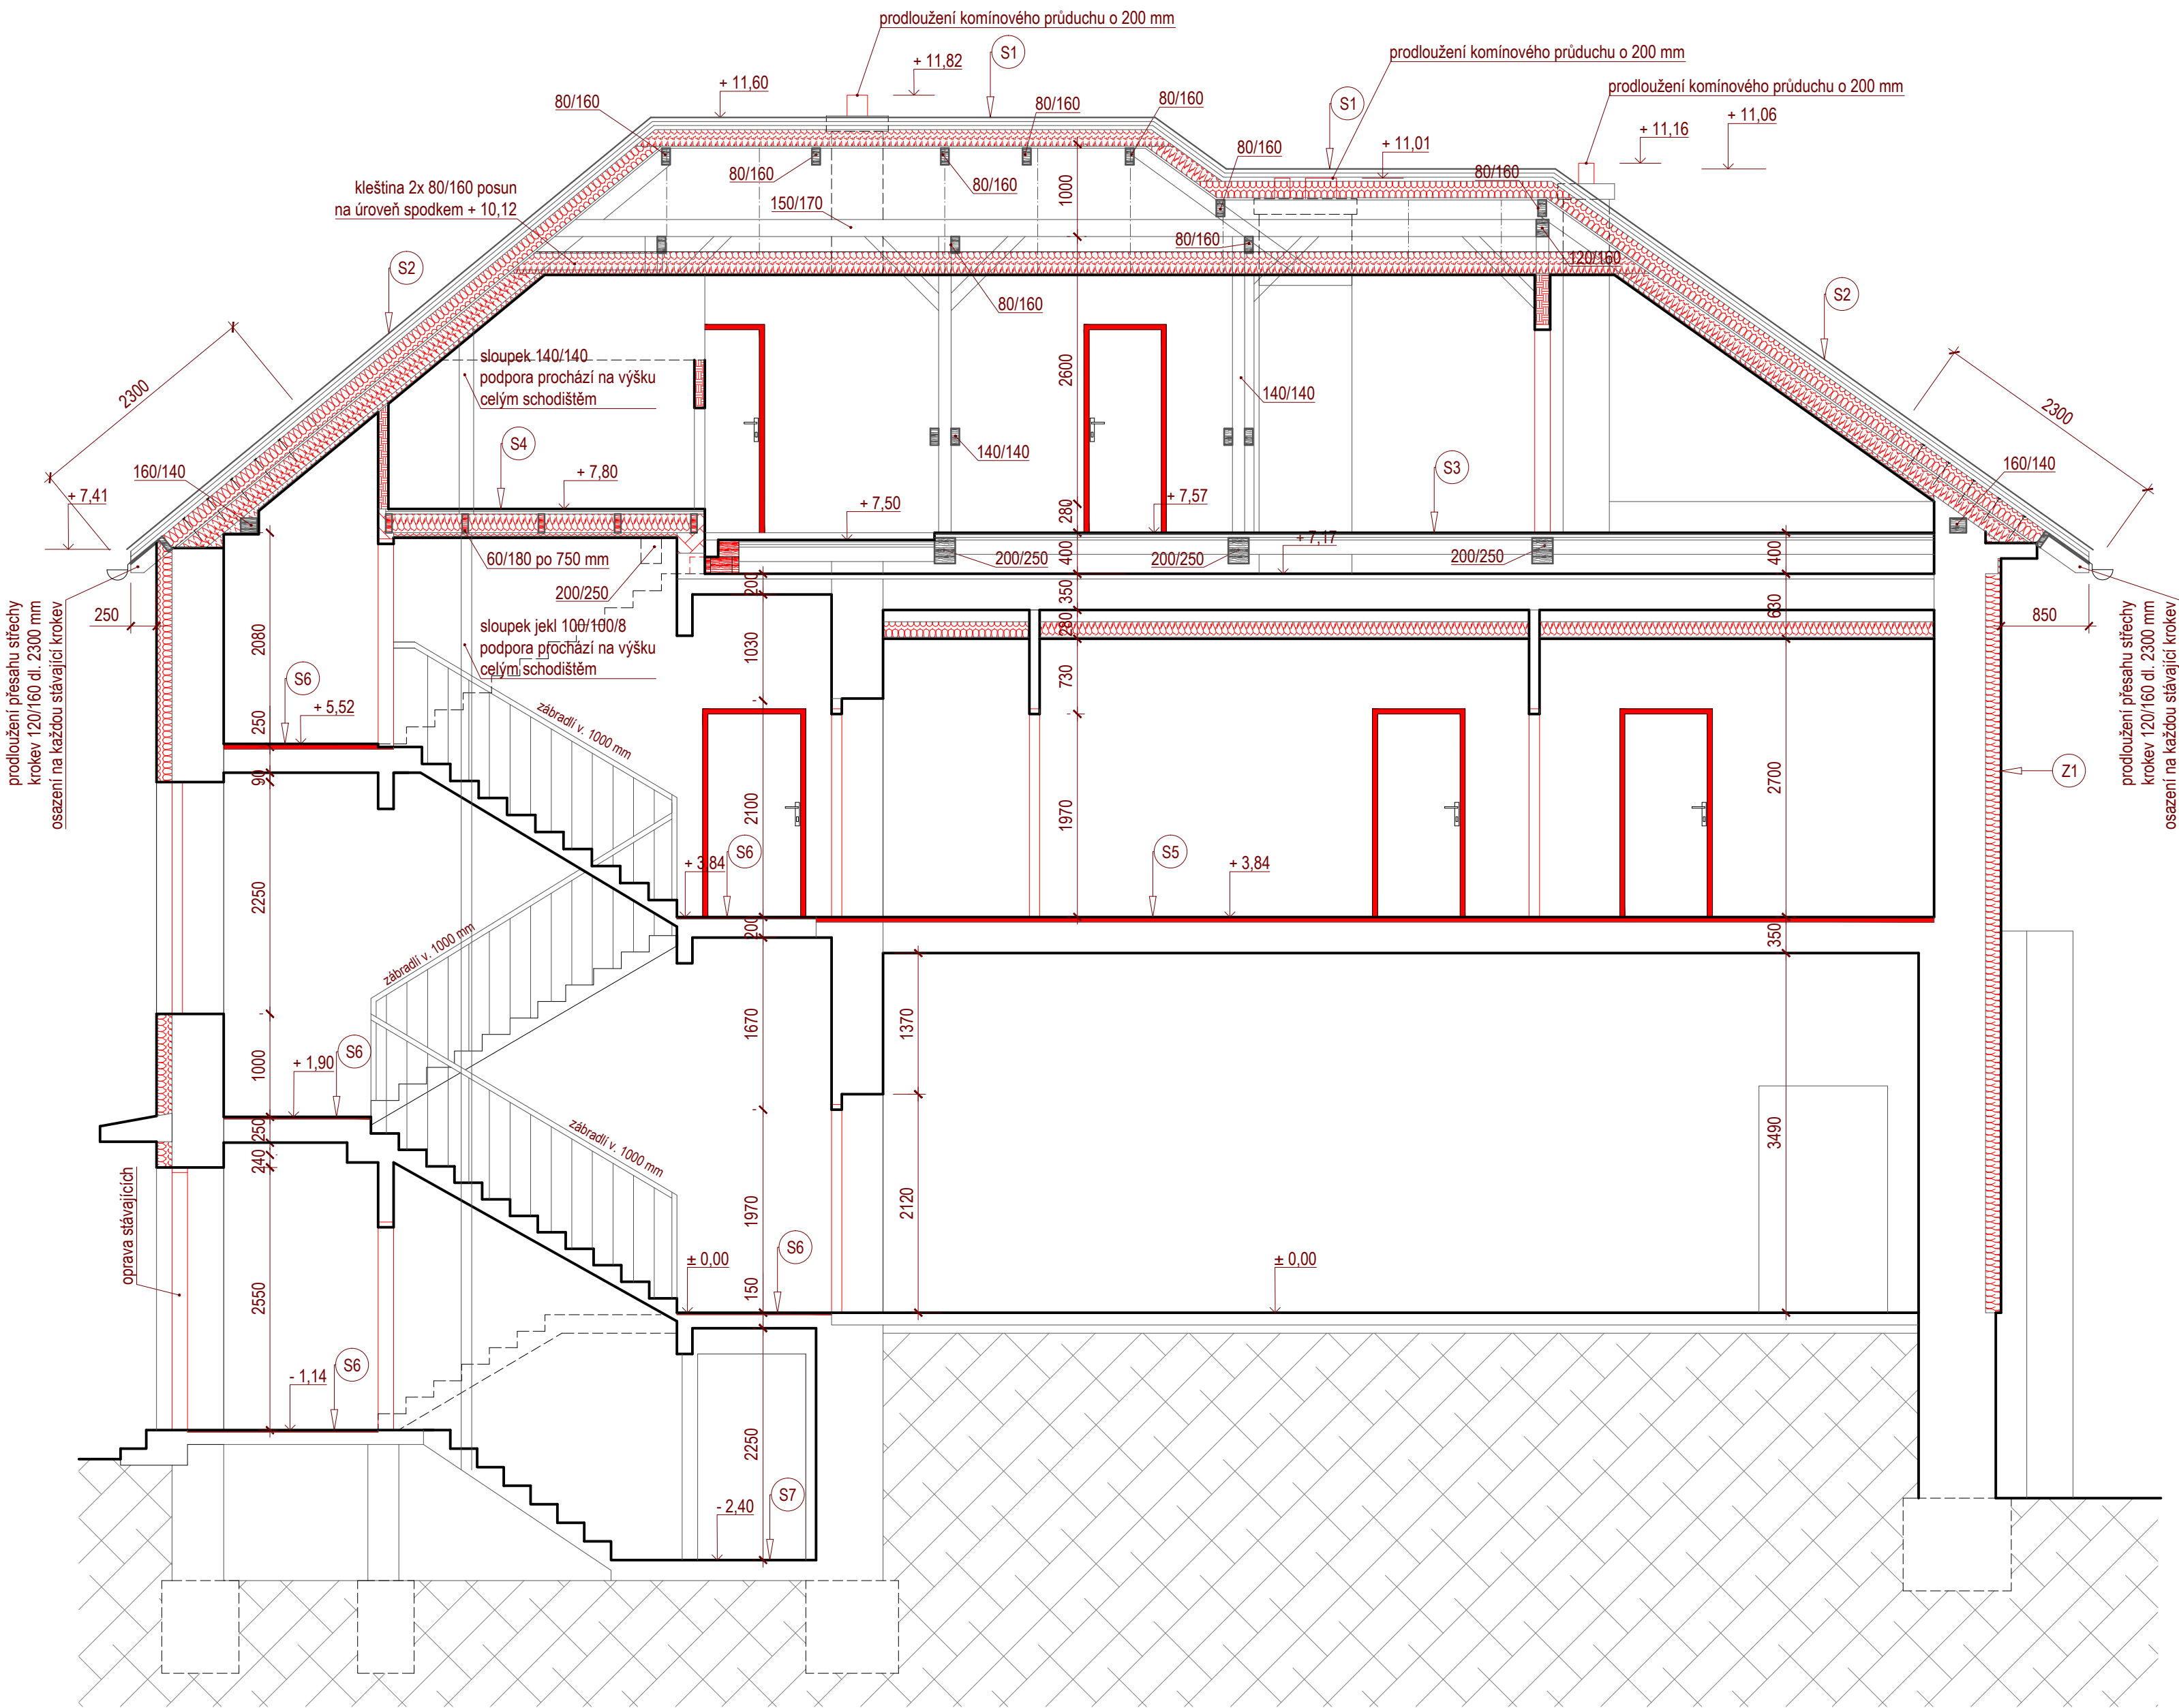 prodloužení komínového průduchu o 200 mm
+ 11,82
S1
prodloužení komínového průduchu o 200 mm
+ 11,60
prodloužení komínového průduchu o 200 mm
80/160
80/160
80/160
S1
+ 11,16
+ 11,06
80/160
+ 11,01
80/160
80/160
80/160
kleština 2x 80/160 posun
na úroveň spodkem + 10,12
150/170
1000
80/160
120/160
S2
80/160
S2
sloupek 140/140
podpora prochází na výšku
celým schodištěm
2600
140/140
2300
2300
S4
140/140
S3
160/140
+ 7,80
160/140
+ 7,41
+ 7,50
+ 7,57
280
60/180 po 750 mm
200/250
200/250
200/250
+ 7,17
400
400
200/250
200
350
630
280
250
850
prodloužení přesahu střechy
krokev 120/160 dl. 2300 mm
osazení na každou stávající krokev
prodloužení přesahu střechy
krokev 120/160 dl. 2300 mm
osazení na každou stávající krokev
2080
sloupek jekl 100/100/8
podpora prochází na výšku
celým schodištěm
1030
730
S6
+ 5,52
250
90
zábradlí v. 1000 mm
Z1
2100
1970
2700
+ 3,84
S6
S5
+ 3,84
2250
200
350
zábradlí v. 1000 mm
1670
1370
1000
+ 1,90
S6
250
240
zábradlí v. 1000 mm
3490
oprava stávajících
1970
2120
± 0,00
S6
± 0,00
2550
150
- 1,14
S6
2250
- 2,40
S7